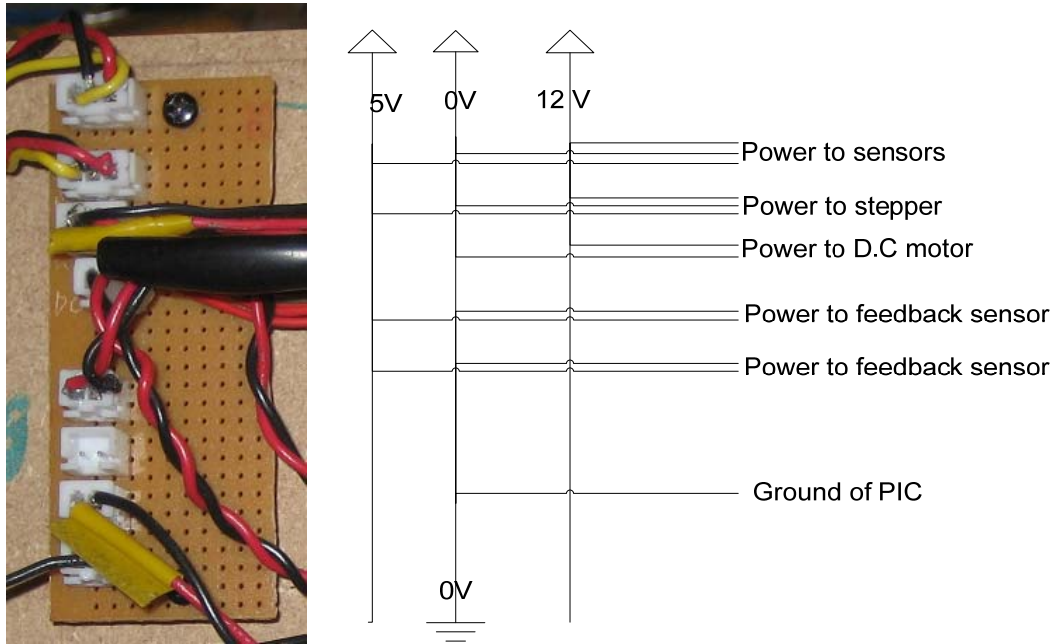 5V 0V 12 V
Power to sensors
Power to stepper
Power to D.C motor
Power to feedback sensor
Power to feedback sensor
Ground of PIC
0V